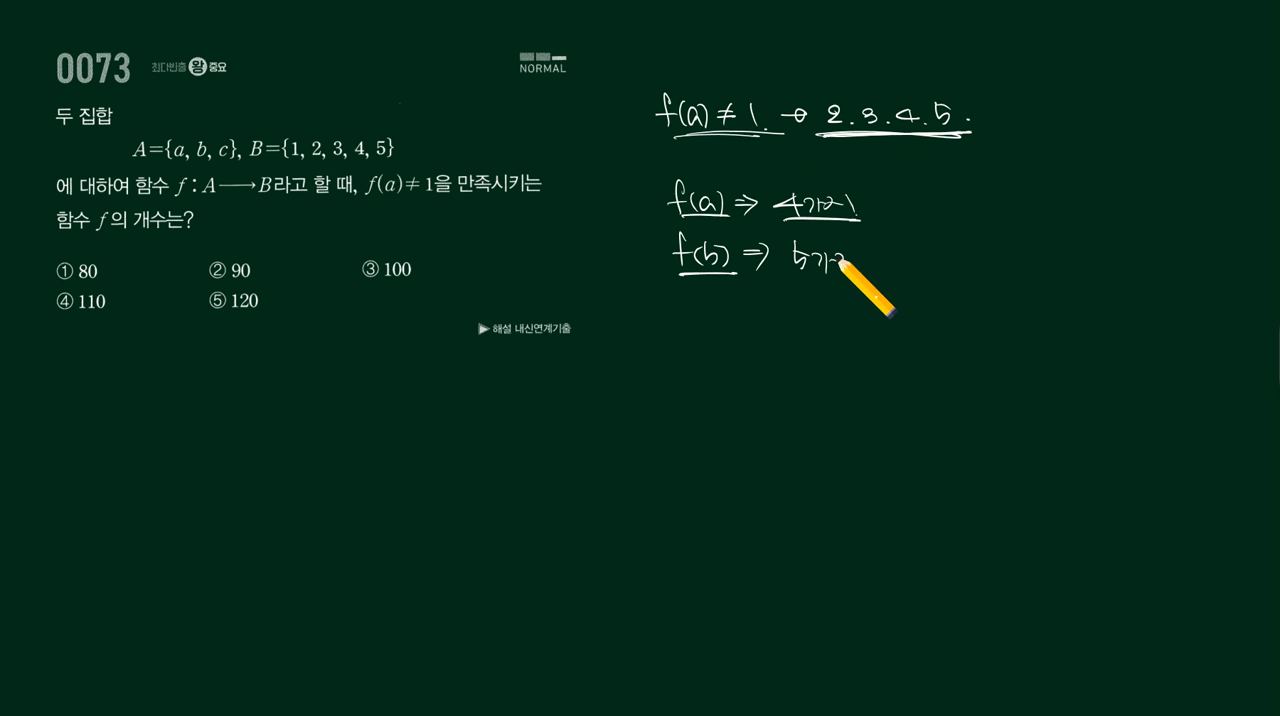 0073 최다빈출 왕 중요
NORMAL
두 집합
A={a, b, c}, B={1, 2, 3, 4, 5}
에 대하여 함수 f : A⟶B라고 할 때, f(a)≠1을 만족시키는
함수 f의 개수는?
① 80 ② 90 ③ 100
④ 110 ⑤ 120
▶ 해설 내신연계기출
f(a)≠1. → 2. 3. 4. 5.
f(a) ⇒ 4가지
f(b) ⇒ 5가지